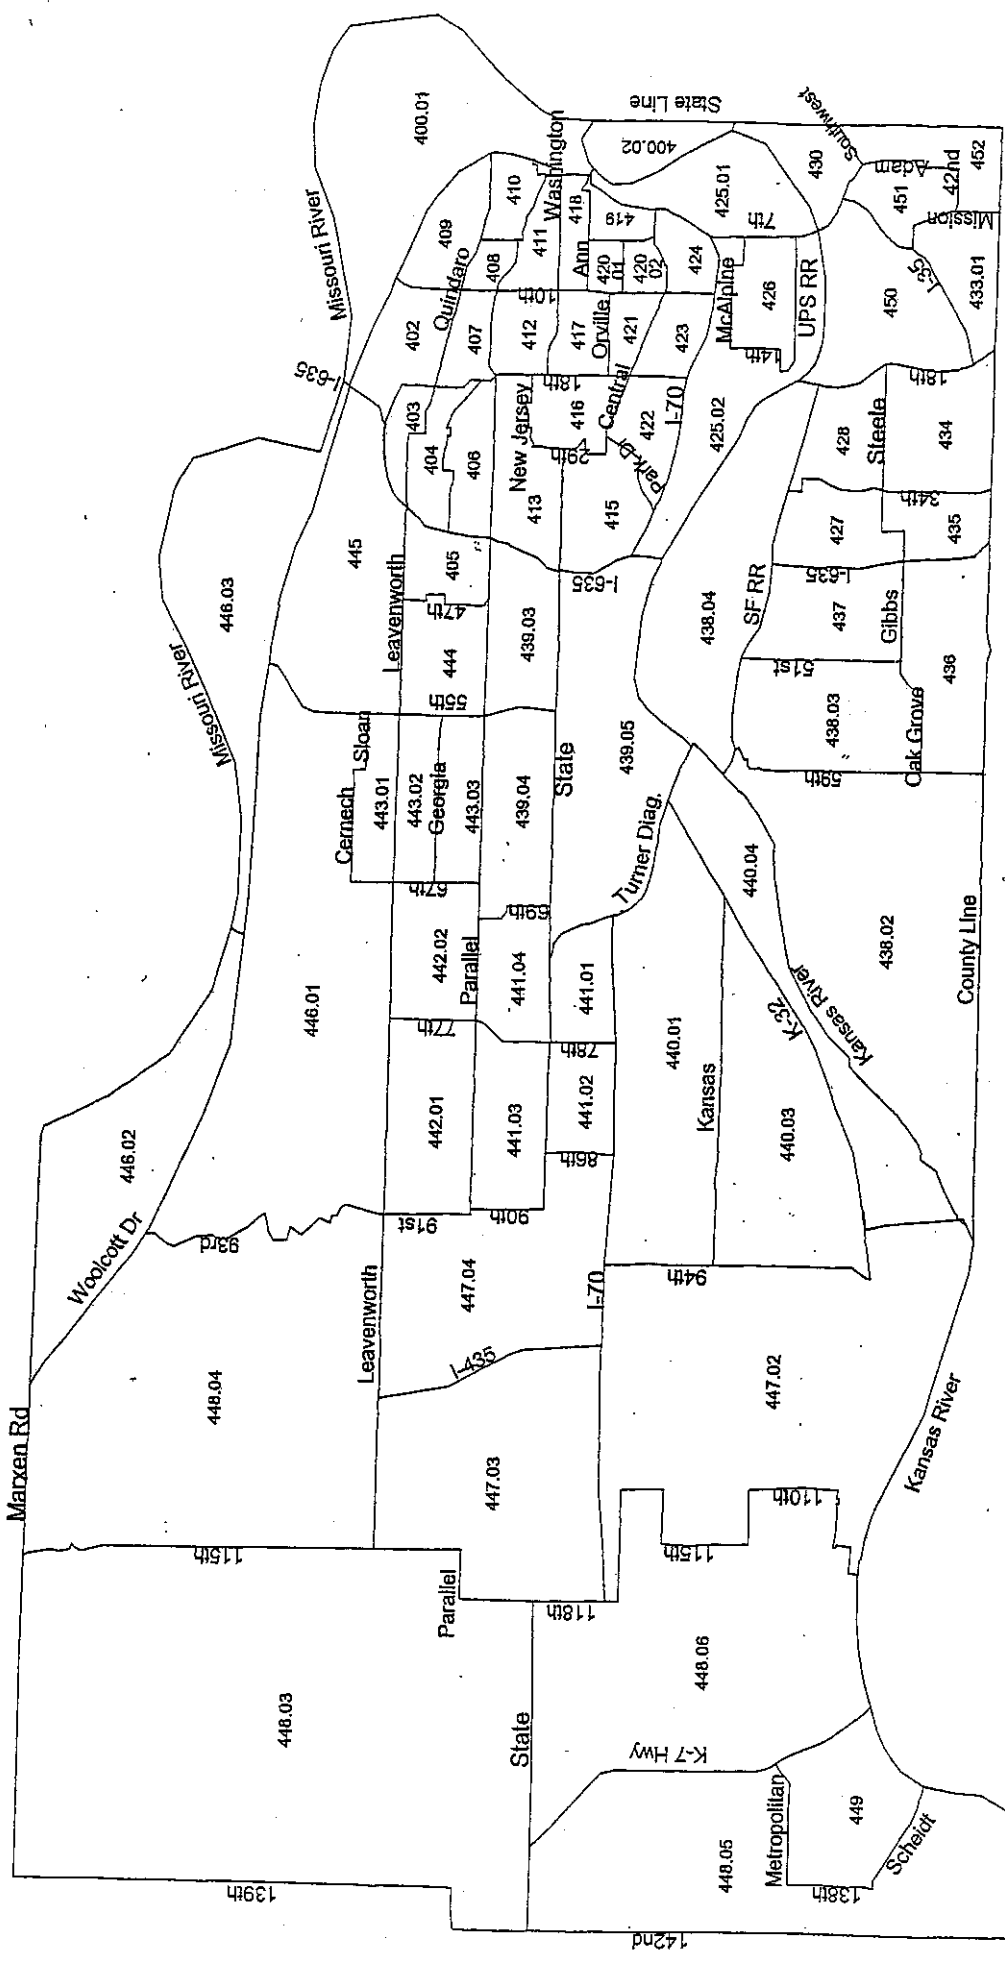 Missouri River
Missouri River
400.01
State Line
400.02
Southwest
409
410
Washington
418
419
425.01
7th
430
Adam
451
42nd
452
Mission
402
Quindaro
408
411
Ann
420.01
420.02
424
McAlpine
426
UPS RR
450
I-35
433.01
10th
I-635
407
412
417
Orville
421
423
14th
18th
403
404
406
New Jersey
416
Central
422
I-70
425.02
18th
428
Steele
434
29th
Park Dr
413
415
34th
446.03
445
Leavenworth
405
47th
I-635
439.03
438.04
SF RR
427
435
I-635
437
Gibbs
436
444
55th
51st
438.03
Oak Grove
59th
Cernech
Sloan
443.01
443.02
Georgia
443.03
67th
439.04
State
439.05
Turner Diag.
440.04
438.02
County Line
446.01
442.02
Parallel
441.04
59th
441.01
440.01
Kansas
K-32
Kansas River
77th
78th
442.01
441.03
441.02
86th
440.03
446.02
Woolcott Dr
93rd
91st
90th
94th
Leavenworth
447.04
I-70
I-435
Marxen Rd
448.04
447.03
447.02
Kansas River
110th
115th
115th
Parallel
118th
448.03
State
448.06
K-7 Hwy
Metropolitan
449
Scheidt
138th
448.05
139th
142nd